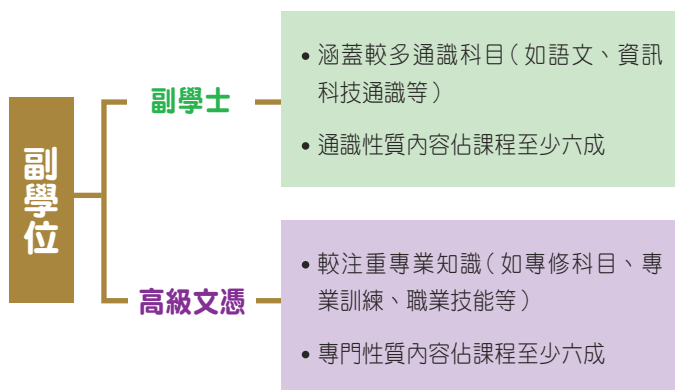 副學位
副學士
• 涵蓋較多通識科目（如語文、資訊
科技通識等）
• 通識性質內容佔課程至少六成
高級文憑
• 較注重專業知識（如專修科目、專
業訓練、職業技能等）
• 專門性質內容佔課程至少六成